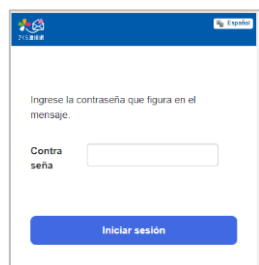 Español
Ingrese la contraseña que figura en el
mensaje.
Contra
seña
Iniciar sesión